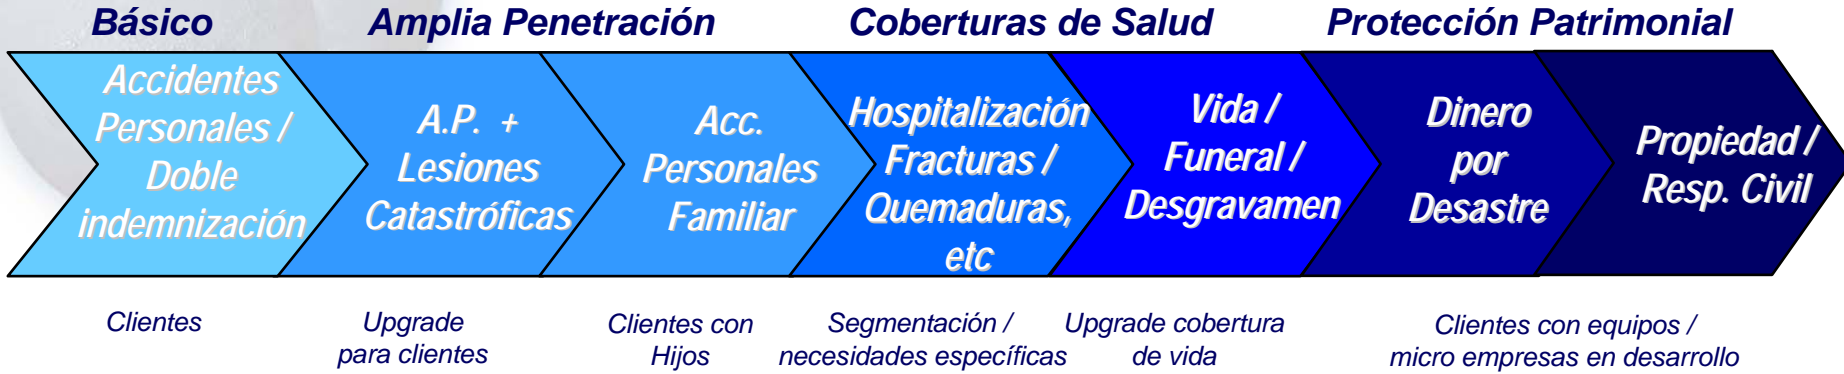 Básico
Amplia Penetración
Coberturas de Salud
Protección Patrimonial
Accidentes
Personales /
Doble
indemnización
A.P. +
Lesiones
Catastróficas
Acc.
Personales
Familiar
Hospitalización
Fracturas /
Quemaduras,
etc
Vida /
Funeral /
Desgravamen
Dinero
por
Desastre
Propiedad /
Resp. Civil
Clientes
Upgrade
para clientes
Clientes con
Hijos
Segmentación /
necesidades específicas
Upgrade cobertura
de vida
Clientes con equipos /
micro empresas en desarrollo